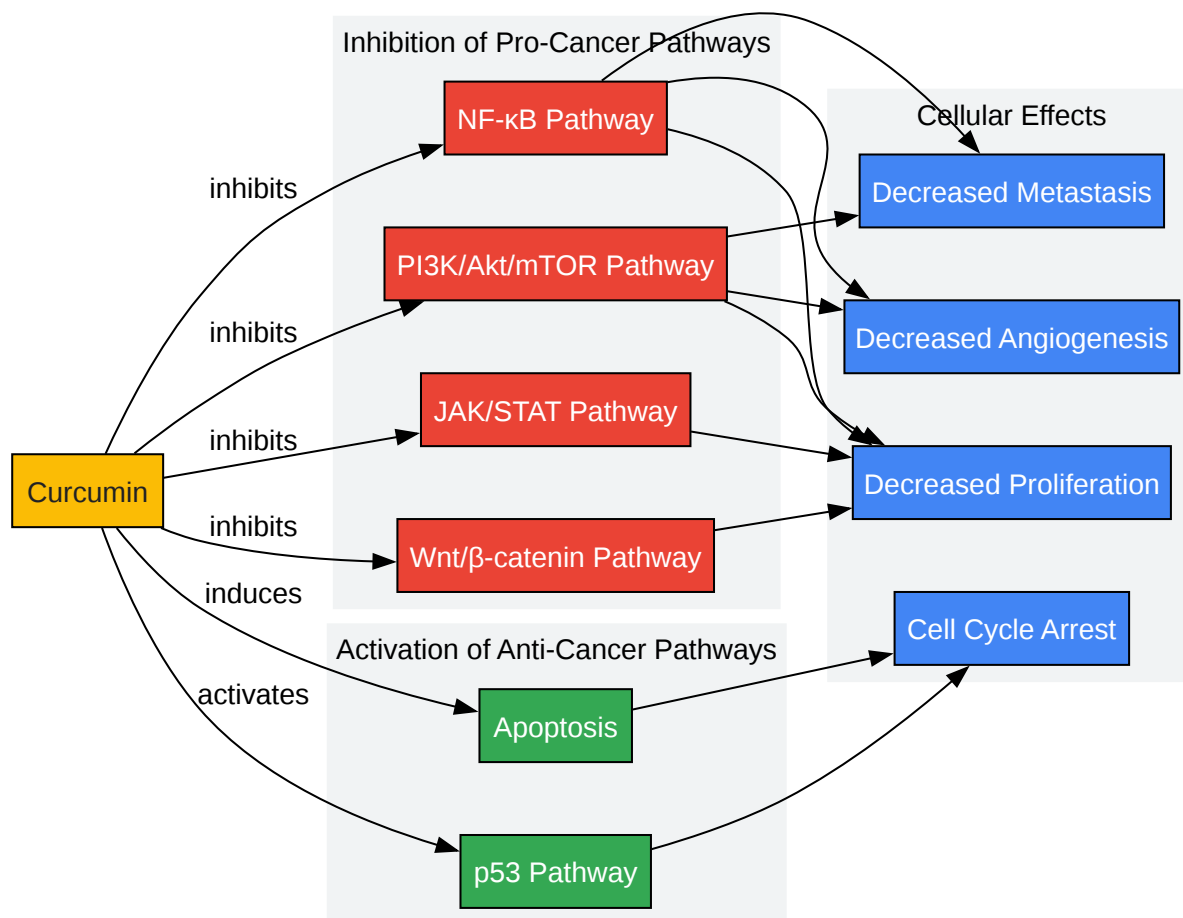 Inhibition of Pro-Cancer Pathways
NF-κB Pathway
Cellular Effects
Decreased Metastasis
inhibits
PI3K/Akt/mTOR Pathway
inhibits
Decreased Angiogenesis
JAK/STAT Pathway
inhibits
Curcumin
Decreased Proliferation
inhibits
Wnt/β-catenin Pathway
induces
Cell Cycle Arrest
Activation of Anti-Cancer Pathways
activates
Apoptosis
p53 Pathway